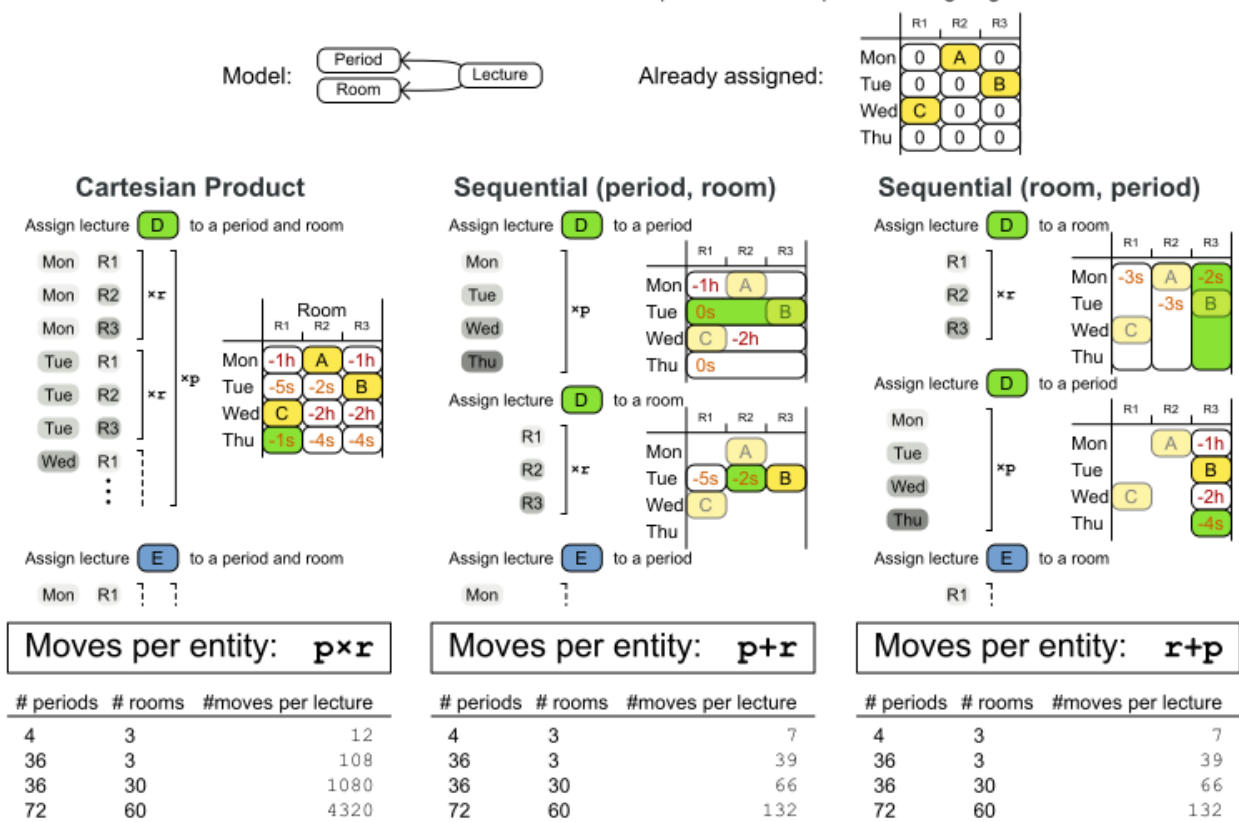 R1 R2 R3
Model: Period Room Lecture
Already assigned:
Mon 0 A 0
Tue 0 0 B
Wed C 0 0
Thu 0 0 0
Cartesian Product
Assign lecture D to a period and room
Mon R1
Mon R2
Mon R3
×r
Tue R1
Tue R2
Tue R3
×r
×p
Wed R1
⋮
Room
R1 R2 R3
Mon -1h A -1h
Tue -5s -2s B
Wed C -2h -2h
Thu -1s -4s -4s
Assign lecture E to a period and room
Mon R1
Moves per entity: p×r
# periods # rooms #moves per lecture
4 3 12
36 3 108
36 30 1080
72 60 4320
Sequential (period, room)
Assign lecture D to a period
Mon
Tue
Wed
Thu
×p
R1 R2 R3
Mon -1h A
Tue 0s B
Wed C -2h
Thu 0s
Assign lecture D to a room
R1
R2
R3
×r
R1 R2 R3
Mon A
Tue -5s -2s B
Wed C
Thu
Assign lecture E to a period
Mon
Moves per entity: p+r
# periods # rooms #moves per lecture
4 3 7
36 3 39
36 30 66
72 60 132
Sequential (room, period)
Assign lecture D to a room
R1
R2
R3
×r
R1 R2 R3
Mon -3s A -2s
Tue -3s B
Wed C
Thu
Assign lecture D to a period
Mon
Tue
Wed
Thu
×p
R1 R2 R3
Mon A -1h
Tue B
Wed C -2h
Thu -4s
Assign lecture E to a room
R1
Moves per entity: r+p
# periods # rooms #moves per lecture
4 3 7
36 3 39
36 30 66
72 60 132